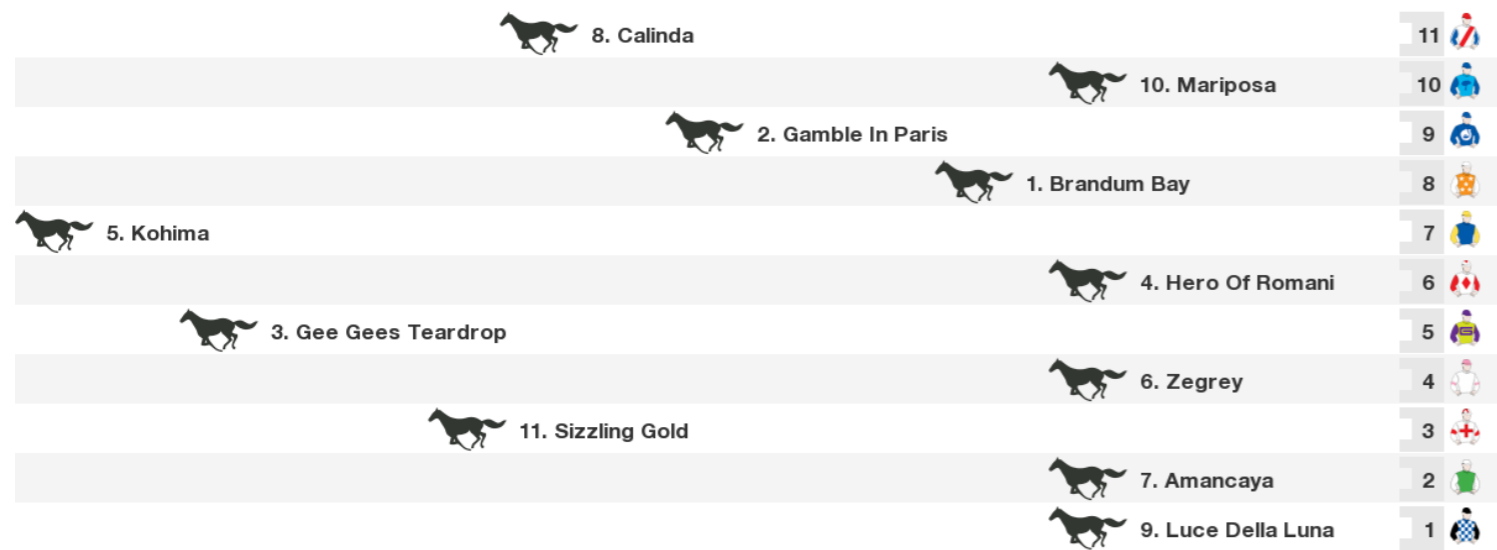 8. Calinda 11
10. Mariposa 10
2. Gamble In Paris 9
1. Brandum Bay 8
5. Kohima 7
4. Hero Of Romani 6
3. Gee Gees Teardrop 5
6. Zegrey 4
11. Sizzling Gold 3
7. Amancaya 2
9. Luce Della Luna 1